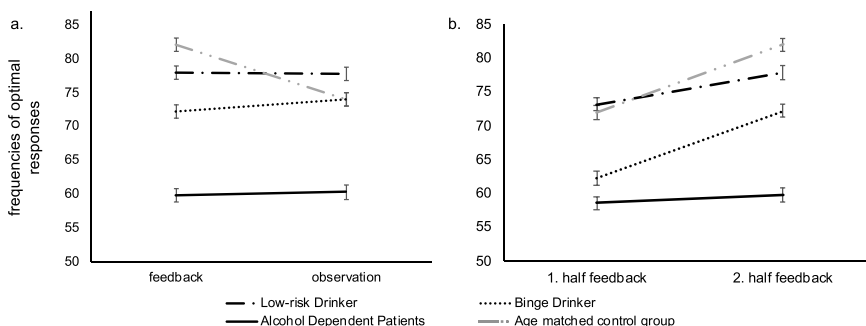 a.
frequencies of optimal
responses
85
80
75
70
65
60
55
50
feedback observation
b.
85
80
75
70
65
60
55
50
1. half feedback 2. half feedback
Low-risk Drinker Binge Drinker
Alcohol Dependent Patients Age matched control group